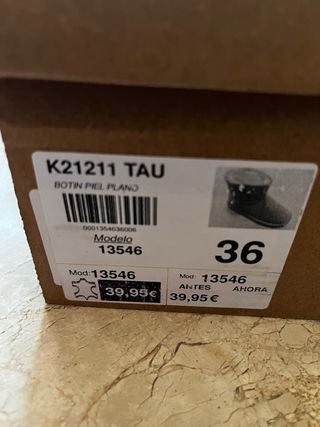 K21211 TAU
BOTIN PIEL PLANO
0001354636006
Modelo
13546
36
Mod: 13546
39,95€
Mod: 13546
ANTES AHORA
39,95€